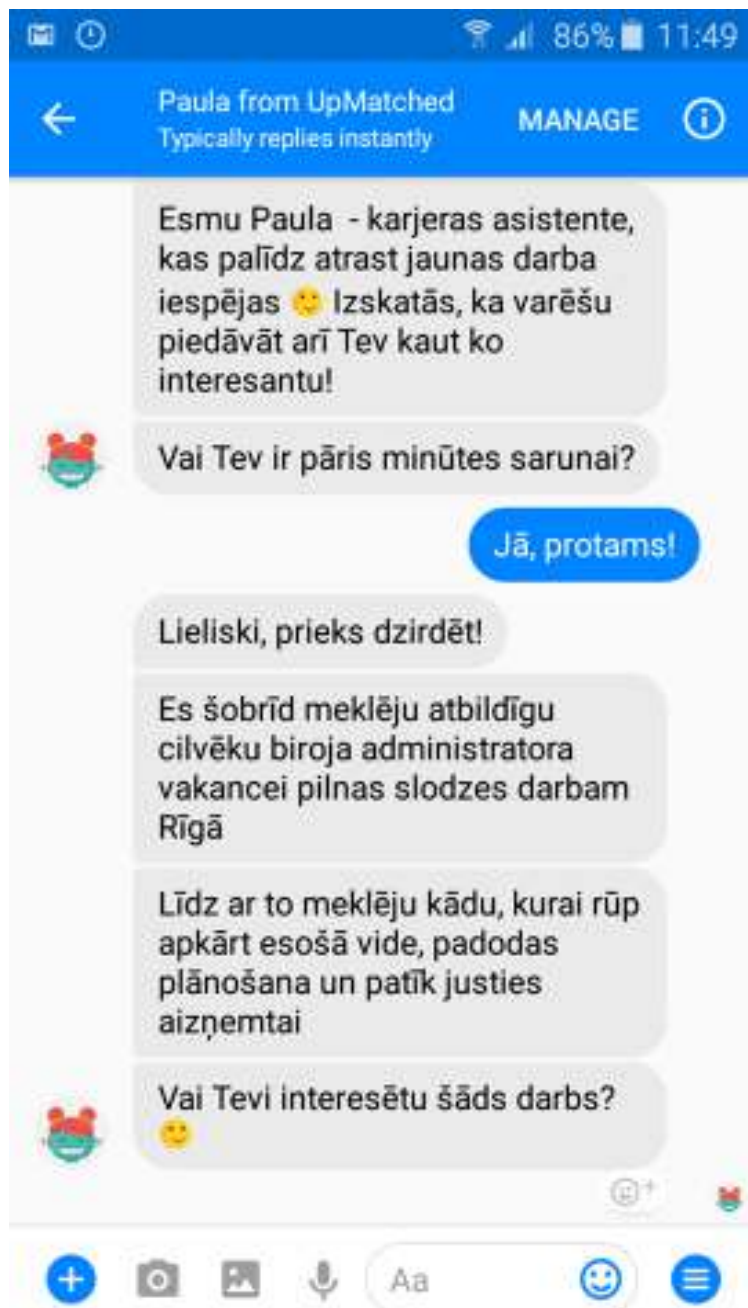 86% 11:49
Paula from UpMatched
Typically replies instantly
MANAGE
Esmu Paula - karjeras asistente,
kas palīdz atrast jaunas darba
iespējas 🙂 Izskatās, ka varēšu
piedāvāt arī Tev kaut ko
interesantu!
Vai Tev ir pāris minūtes sarunai?
Jā, protams!
Lieliski, prieks dzirdēt!
Es šobrīd meklēju atbildīgu
cilvēku biroja administratora
vakancei pilnas slodzes darbam
Rīgā
Līdz ar to meklēju kādu, kurai rūp
apkārt esošā vide, padodas
plānošana un patīk justies
aizņemtai
Vai Tevi interesētu šāds darbs?
🙂
Aa